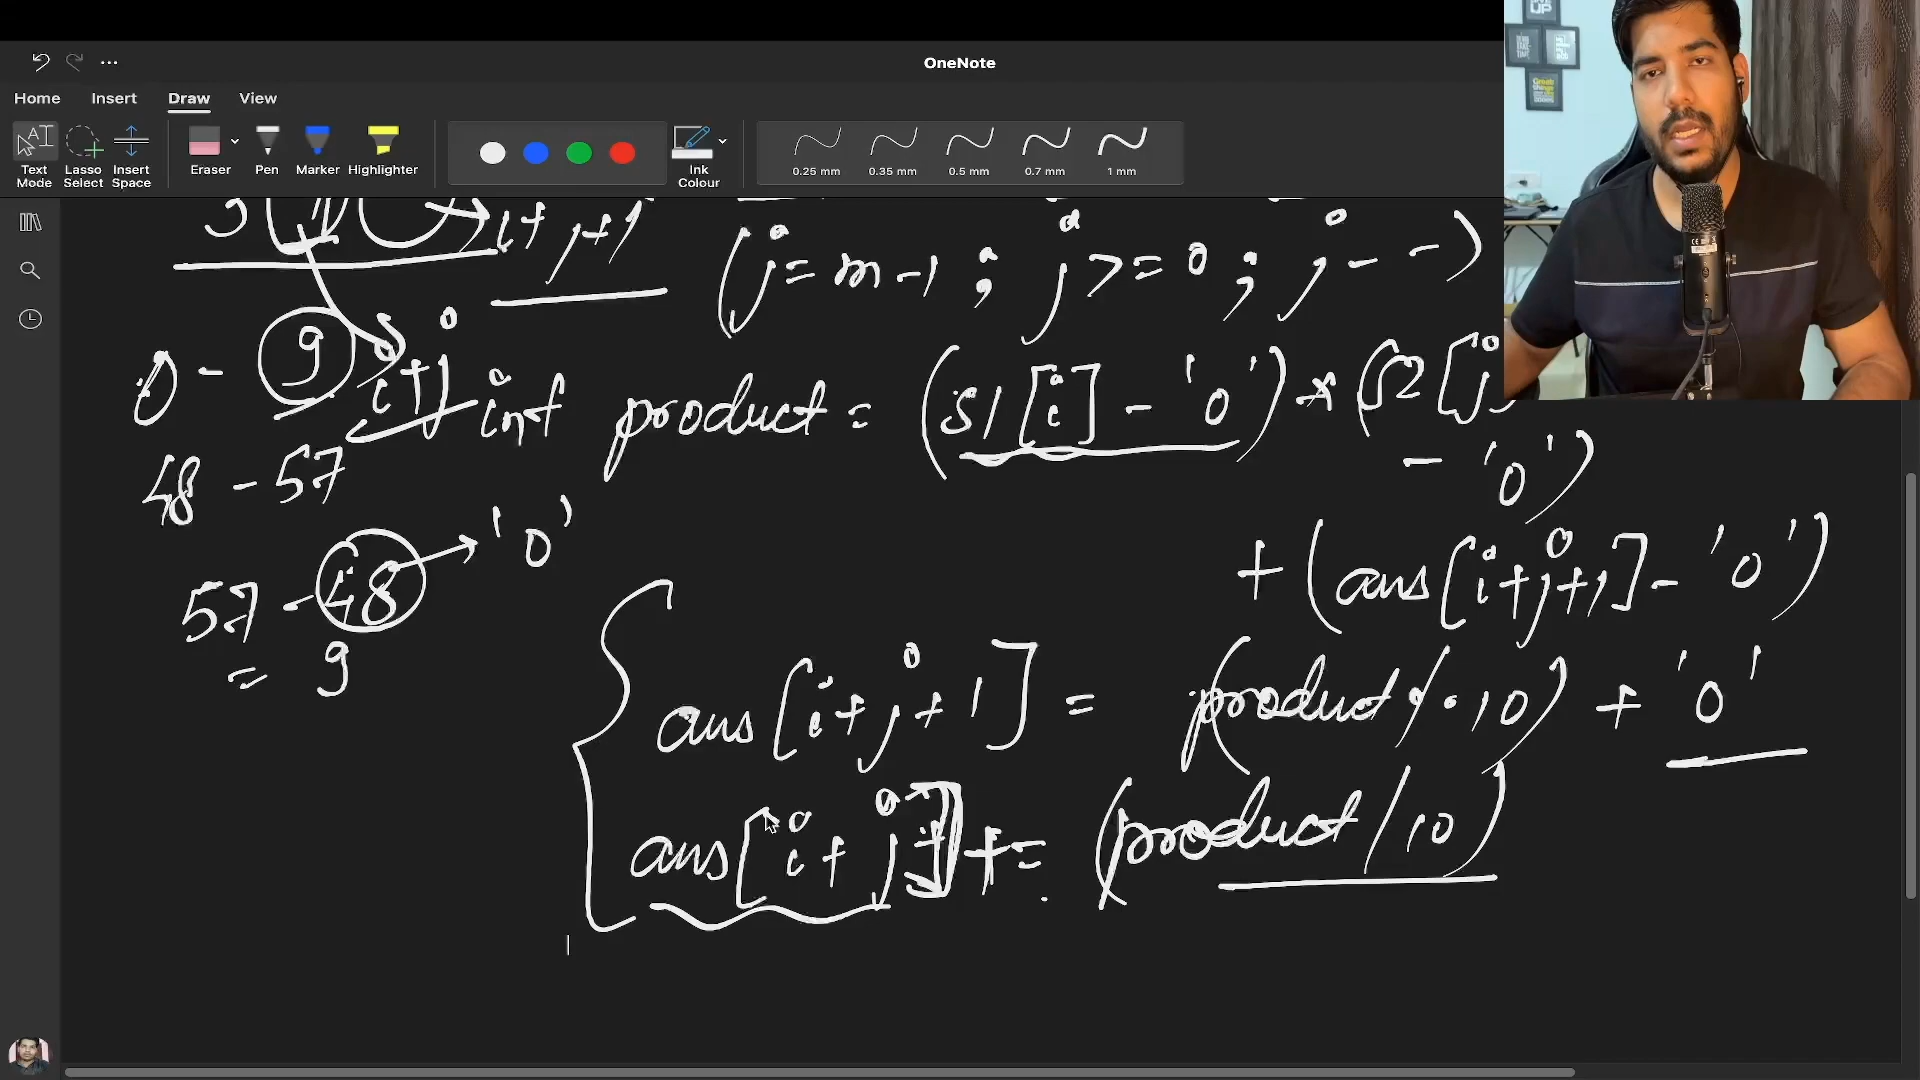 OneNote
Home Insert Draw View
Text Mode
Lasso Select
Insert Space
Eraser
Pen
Marker
Highlighter
Ink Colour
0.25 mm 0.35 mm 0.5 mm 0.7 mm 1 mm
i+j+1
(j = m-1 ; j >= 0 ; j--)
0 - 9
i+j
int product = (s1[i] - '0') * (s2[j]
- '0')
48 - 57
57 - 48 → '0'
= 9
+ (ans[i+j+1] - '0')
ans[i+j+1] = (product % 10) + '0'
ans[i+j] += (product/10)